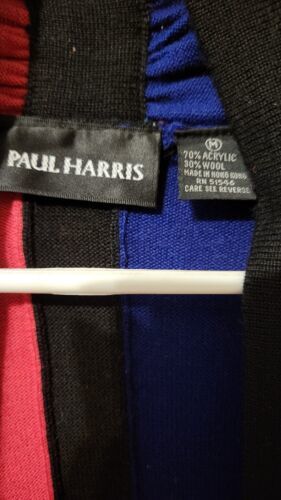 PAUL HARRIS
M
70% ACRYLIC
30% WOOL
MADE IN HONG KONG
RN 51546
CARE SEE REVERSE